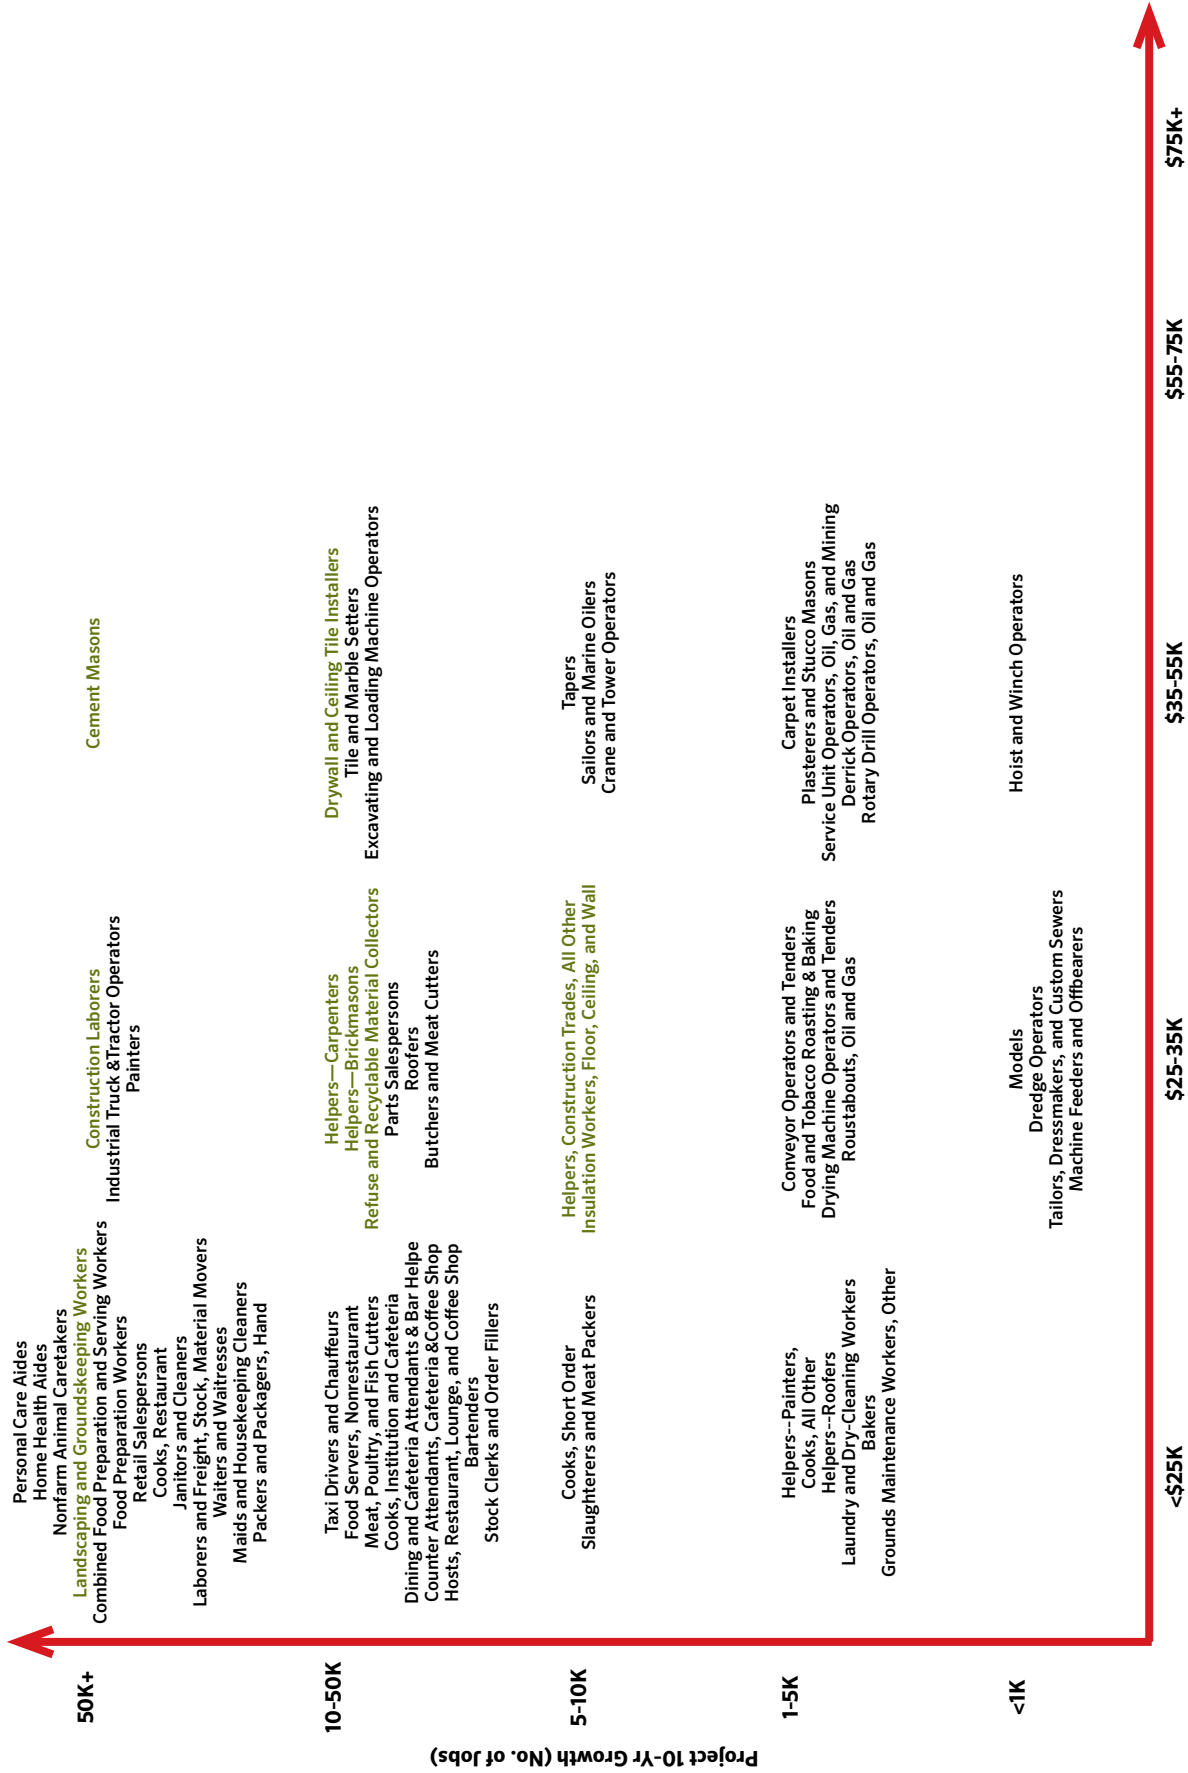 Project 10-Yr Growth (No. of Jobs)
50K+
Personal Care Aides
Home Health Aides
Nonfarm Animal Caretakers
Landscaping and Groundskeeping Workers
Combined Food Preparation and Serving Workers
Food Preparation Workers
Retail Salespersons
Cooks, Restaurant
Janitors and Cleaners
Laborers and Freight, Stock, Material Movers
Waiters and Waitresses
Maids and Housekeeping Cleaners
Packers and Packagers, Hand
Construction Laborers
Industrial Truck &Tractor Operators
Painters
Cement Masons
10-50K
Taxi Drivers and Chauffeurs
Food Servers, Nonrestaurant
Meat, Poultry, and Fish Cutters
Cooks, Institution and Cafeteria
Dining and Cafeteria Attendants & Bar Helpe
Counter Attendants, Cafeteria &Coffee Shop
Hosts, Restaurant, Lounge, and Coffee Shop
Bartenders
Stock Clerks and Order Fillers
Helpers—Carpenters
Helpers—Brickmasons
Refuse and Recyclable Material Collectors
Parts Salespersons
Roofers
Butchers and Meat Cutters
Drywall and Ceiling Tile Installers
Tile and Marble Setters
Excavating and Loading Machine Operators
5-10K
Cooks, Short Order
Slaughterers and Meat Packers
Helpers, Construction Trades, All Other
Insulation Workers, Floor, Ceiling, and Wall
Tapers
Sailors and Marine Oilers
Crane and Tower Operators
1-5K
Helpers--Painters,
Cooks, All Other
Helpers--Roofers
Laundry and Dry-Cleaning Workers
Bakers
Grounds Maintenance Workers, Other
Conveyor Operators and Tenders
Food and Tobacco Roasting & Baking
Drying Machine Operators and Tenders
Roustabouts, Oil and Gas
Carpet Installers
Plasterers and Stucco Masons
Service Unit Operators, Oil, Gas, and Mining
Derrick Operators, Oil and Gas
Rotary Drill Operators, Oil and Gas
<1K
Models
Dredge Operators
Tailors, Dressmakers, and Custom Sewers
Machine Feeders and Offbearers
Hoist and Winch Operators
<$25K
$25-35K
$35-55K
$55-75K
$75K+